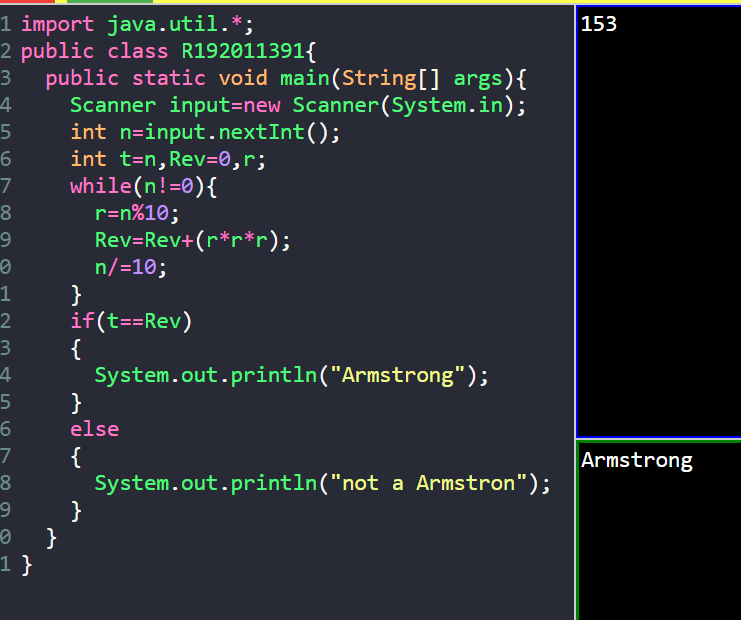 1 import java.util.*;
2 public class R192011391{
3 public static void main(String[] args){
4 Scanner input=new Scanner(System.in);
5 int n=input.nextInt();
6 int t=n,Rev=0,r;
7 while(n!=0){
8 r=n%10;
9 Rev=Rev+(r*r*r);
0 n/=10;
1 }
2 if(t==Rev)
3 {
4 System.out.println("Armstrong");
5 }
6 else
7 {
8 System.out.println("not a Armstron");
9 }
0 }
1 }
153
Armstrong